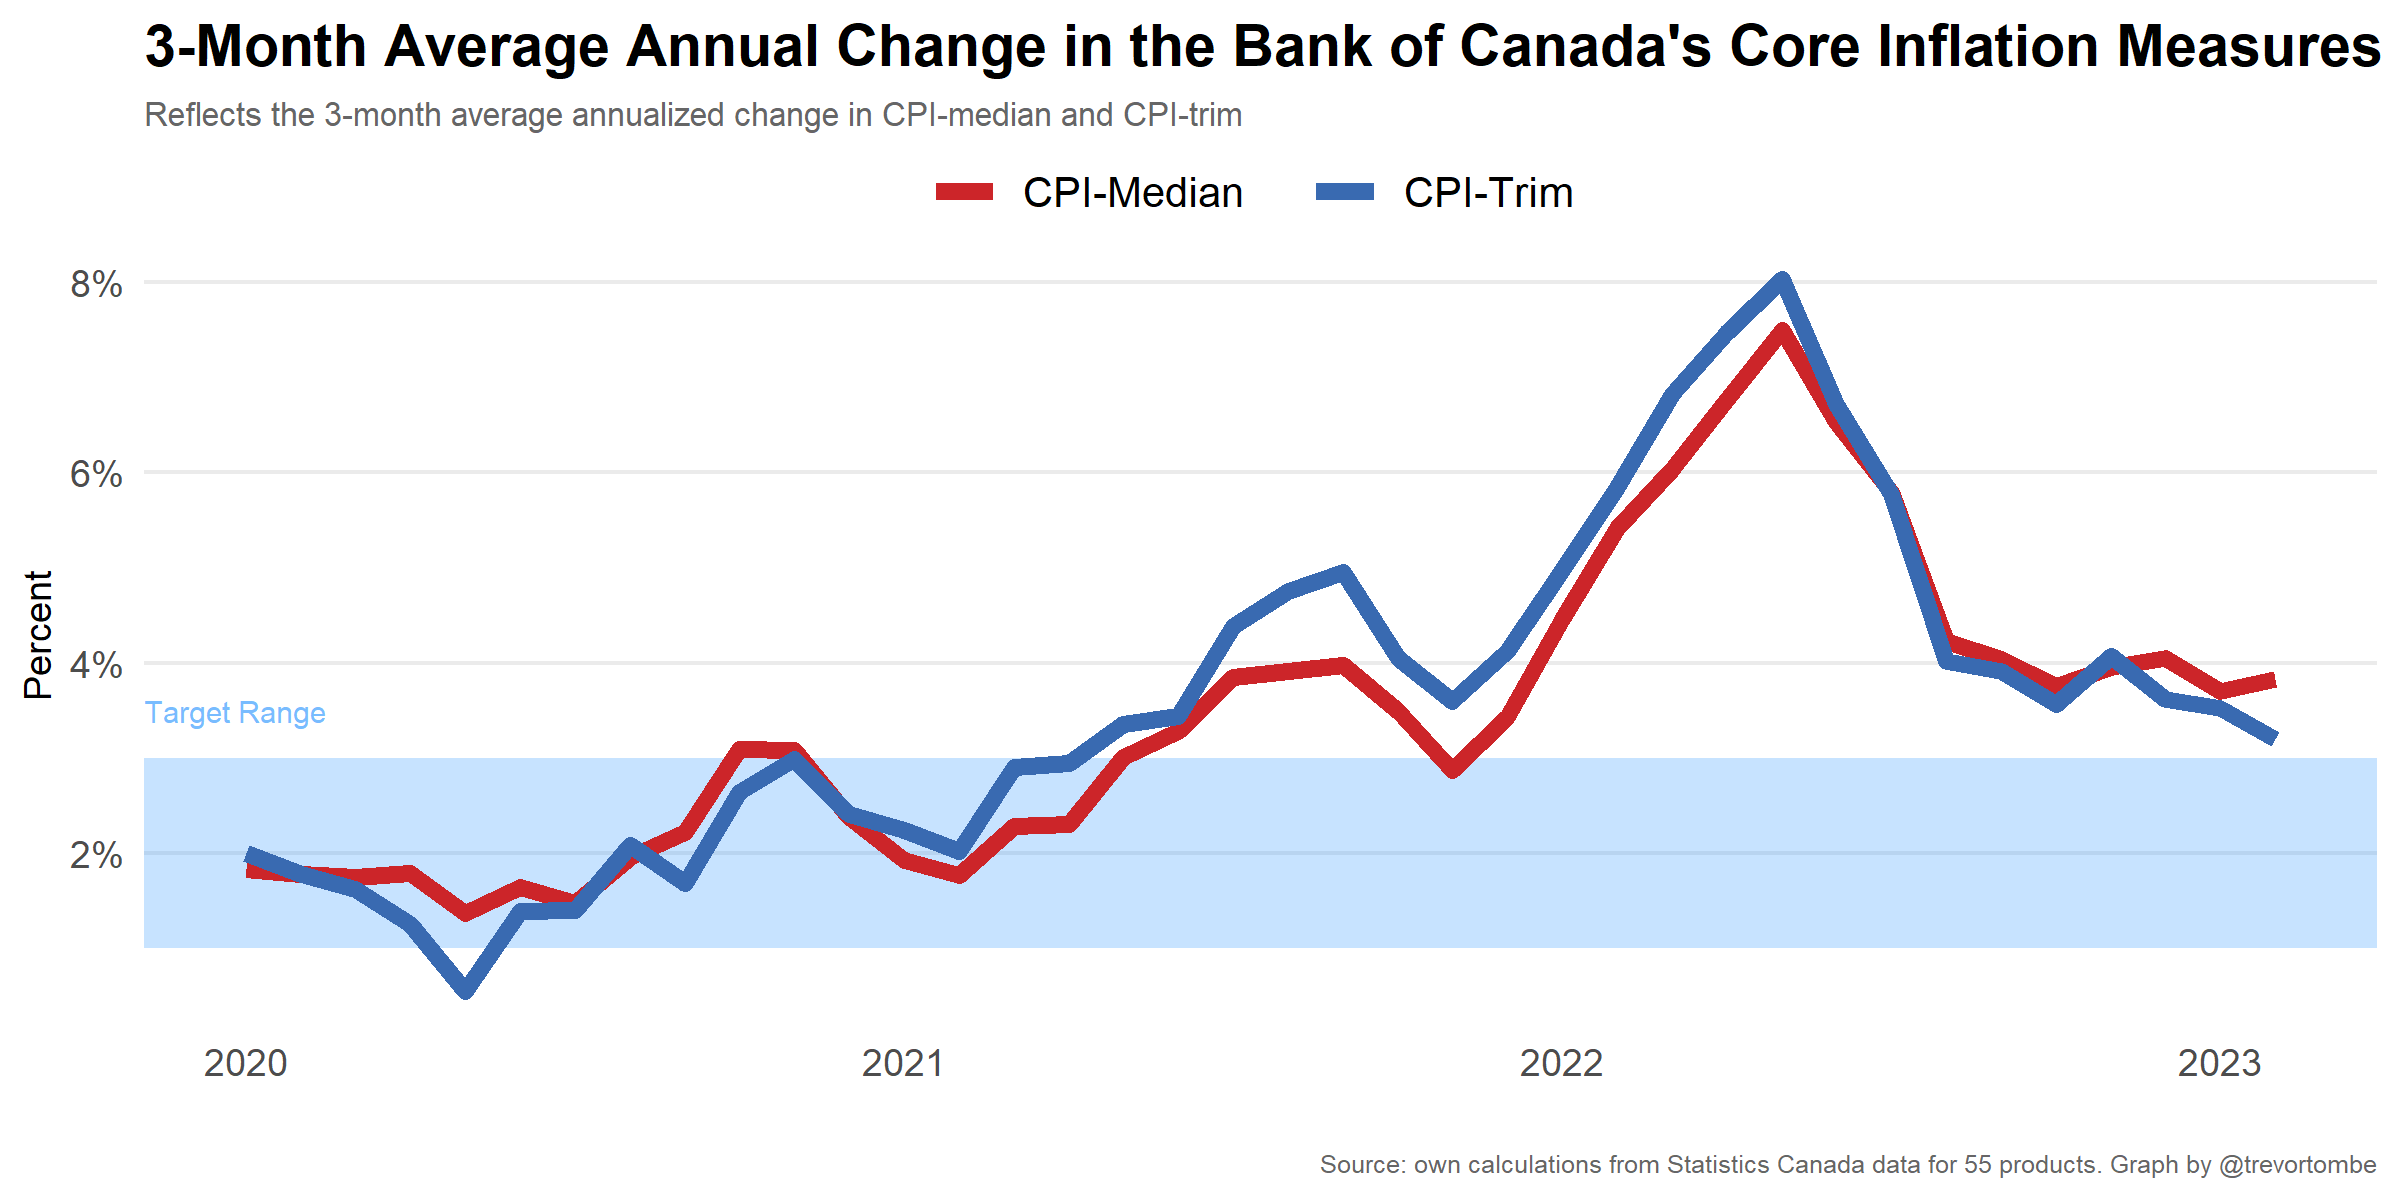 3-Month Average Annual Change in the Bank of Canada's Core Inflation Measures
Reflects the 3-month average annualized change in CPI-median and CPI-trim
CPI-Median CPI-Trim
8%
6%
4%
2%
Percent
Target Range
2020 2021 2022 2023
Source: own calculations from Statistics Canada data for 55 products. Graph by @trevortombe